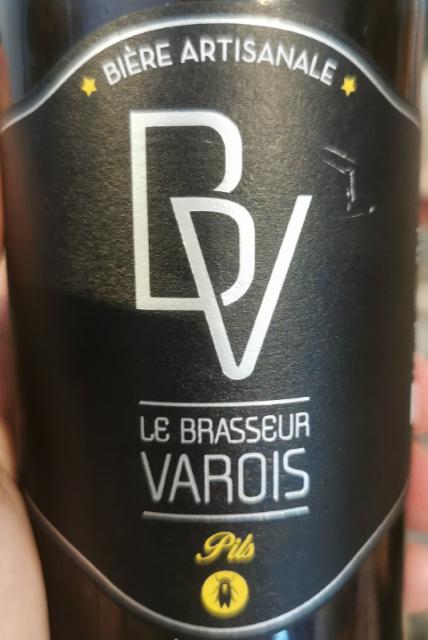 BIÈRE ARTISANALE
BV
LE BRASSEUR
VAROIS
Pils